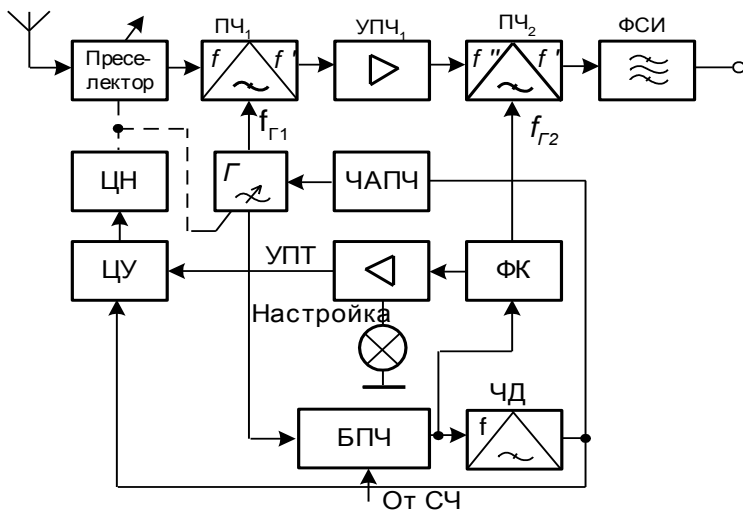 ПЧ1
УПЧ1
ПЧ2
ФСИ
Пресе-
лектор
f f'
f'' f'
fГ1
fГ2
ЦН
Г
ЧАПЧ
ЦУ
УПТ
ФК
Настройка
ЧД
БПЧ
f
От СЧ